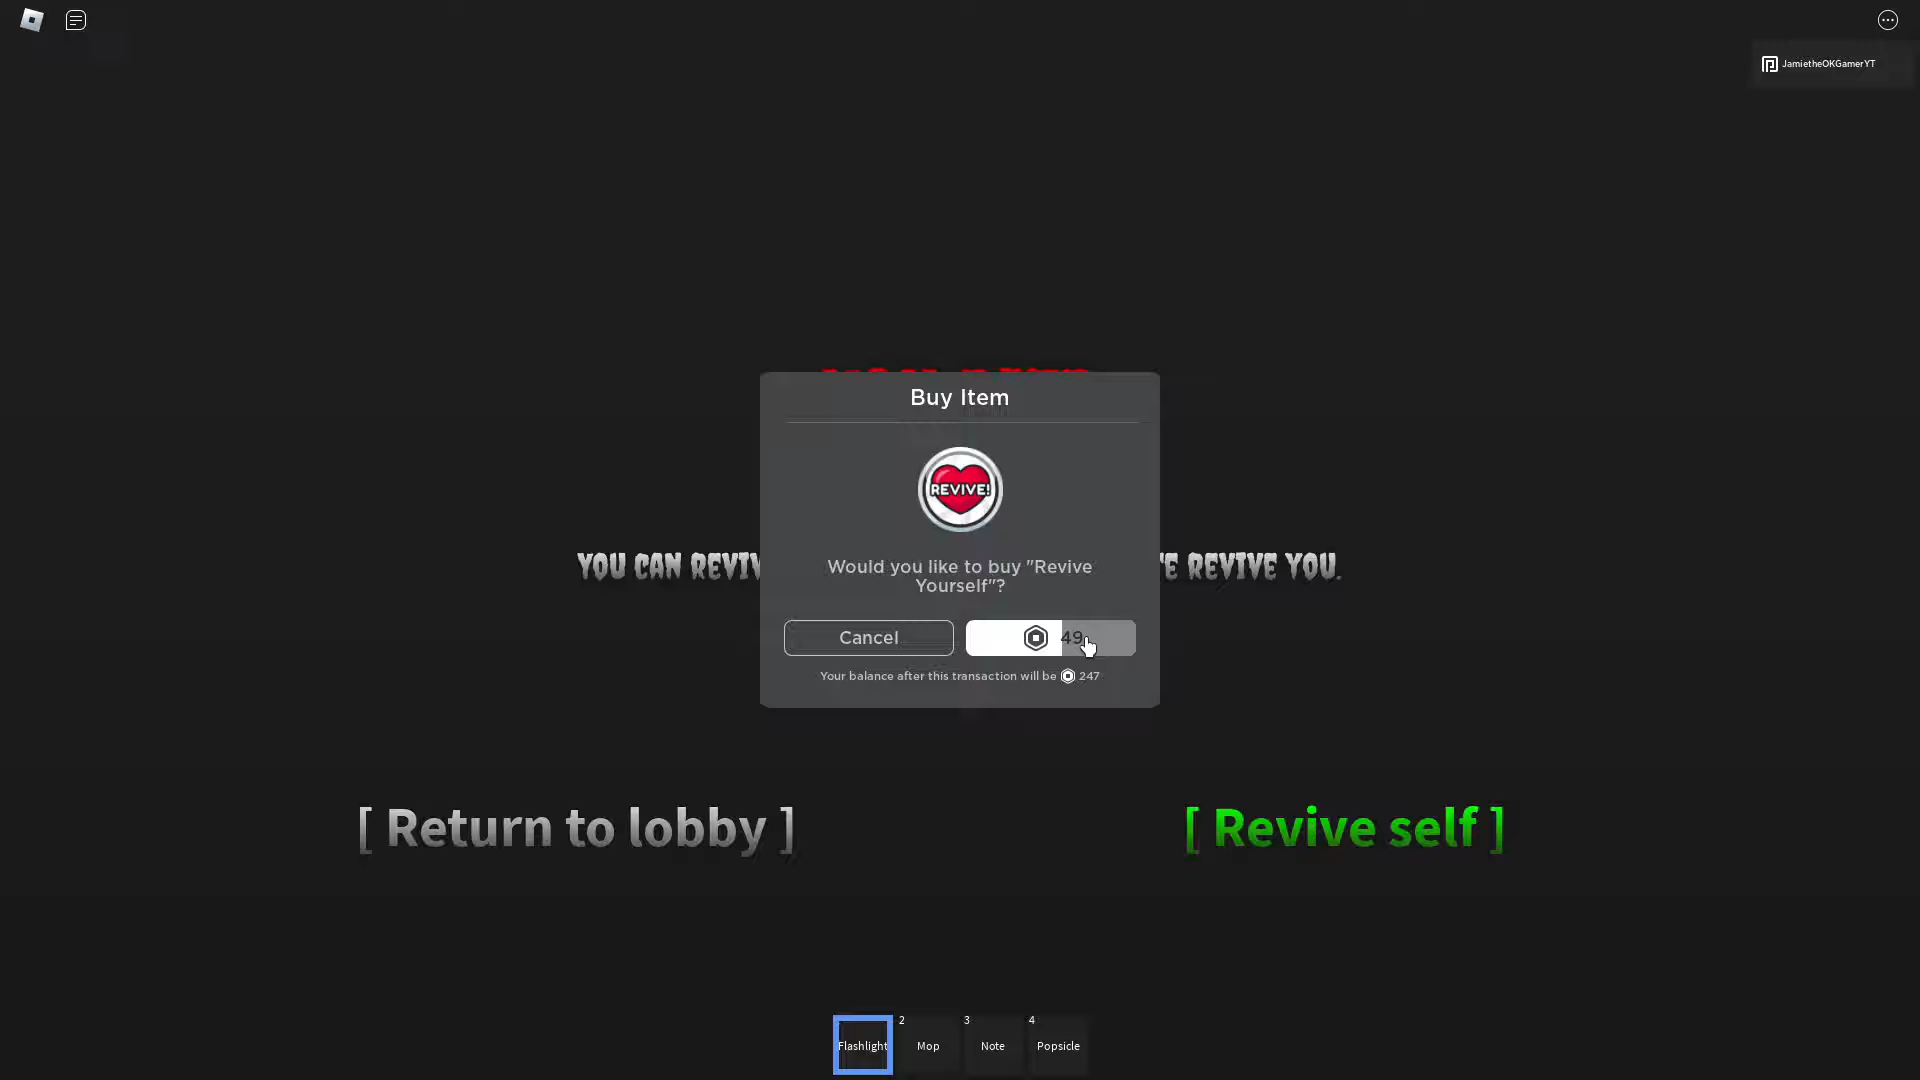 JamietheOKGamerYT
Buy Item
REVIVE!
YOU CAN REVIVE REVIVE YOU.
Would you like to buy "Revive
Yourself"?
Cancel
49
Your balance after this transaction will be 247
[ Return to lobby ]
[ Revive self ]
2
3
4
Flashlight
Mop
Note
Popsicle